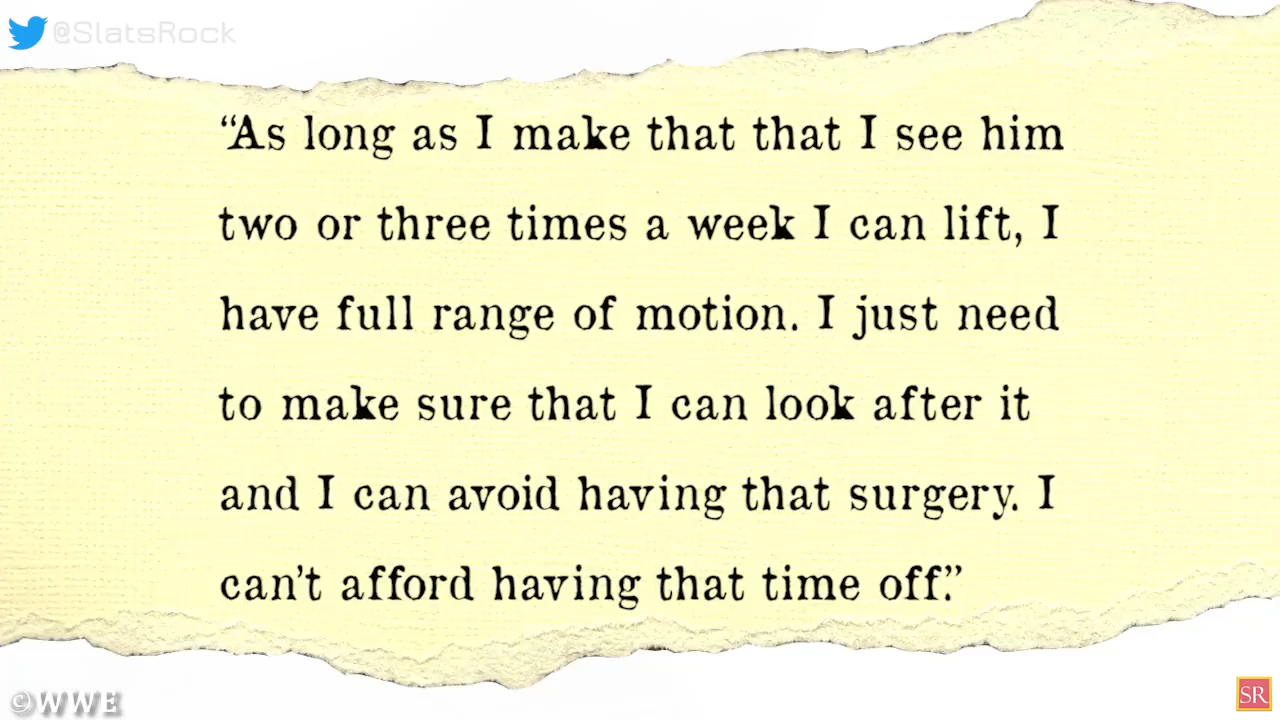 @SlatsRock
“As long as I make that that I see him
two or three times a week I can lift, I
have full range of motion. I just need
to make sure that I can look after it
and I can avoid having that surgery. I
can’t afford having that time off.”
©WWE
SR